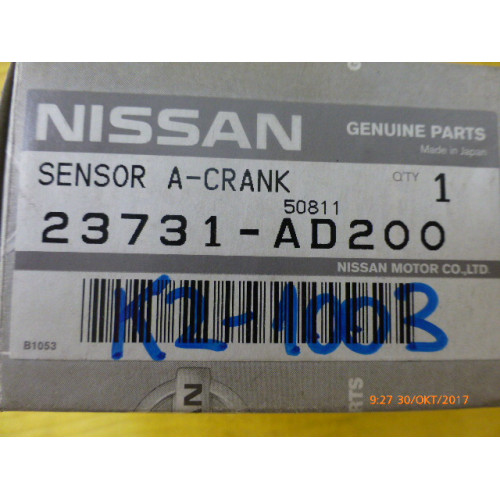 NISSAN
GENUINE PARTS
Made in Japan
SENSOR A-CRANK
Q'TY 1
50811
23731-AD200
NISSAN MOTOR CO.,LTD
K2-1003
B1053
9:27 30/OKT/2017